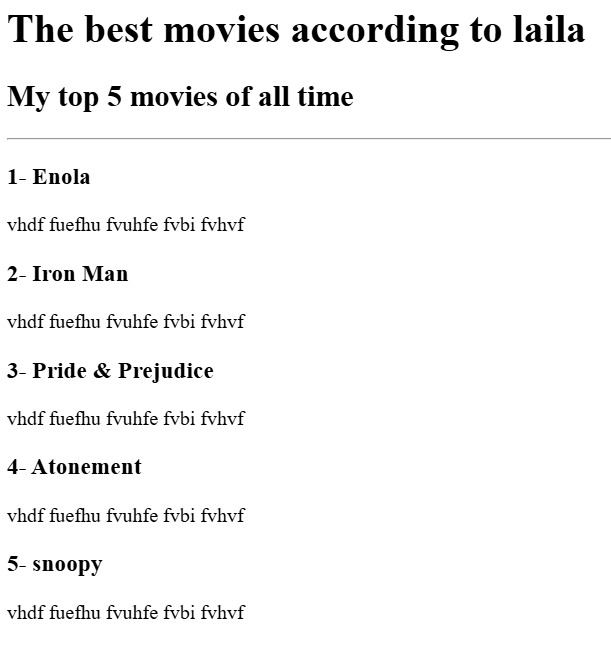 The best movies according to laila
My top 5 movies of all time
1- Enola
vhdf fuefhu fvuhfe fvbi fvhvf
2- Iron Man
vhdf fuefhu fvuhfe fvbi fvhvf
3- Pride & Prejudice
vhdf fuefhu fvuhfe fvbi fvhvf
4- Atonement
vhdf fuefhu fvuhfe fvbi fvhvf
5- snoopy
vhdf fuefhu fvuhfe fvbi fvhvf